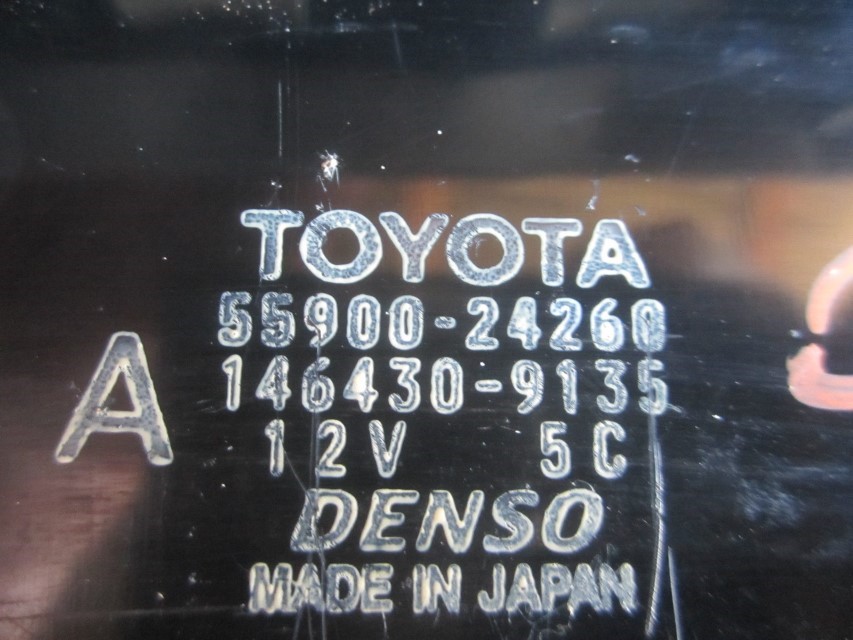 TOYOTA
55900-24260
146430-9135
A
12V 5C
DENSO
MADE IN JAPAN